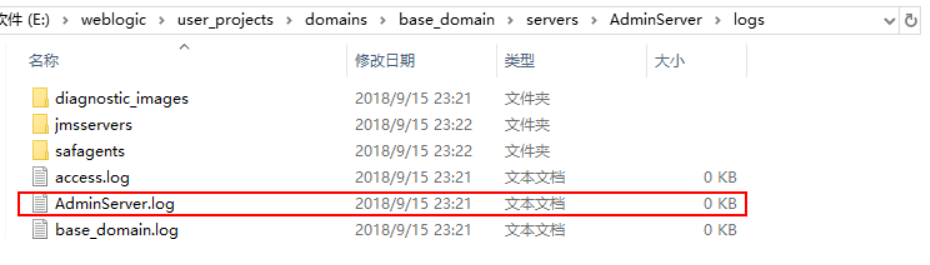 软件 (E:) > weblogic > user_projects > domains > base_domain > servers > AdminServer > logs
名称 修改日期 类型 大小
diagnostic_images 2018/9/15 23:21 文件夹
jmsservers 2018/9/15 23:22 文件夹
safagents 2018/9/15 23:22 文件夹
access.log 2018/9/15 23:21 文本文档 0 KB
AdminServer.log 2018/9/15 23:21 文本文档 0 KB
base_domain.log 2018/9/15 23:21 文本文档 0 KB